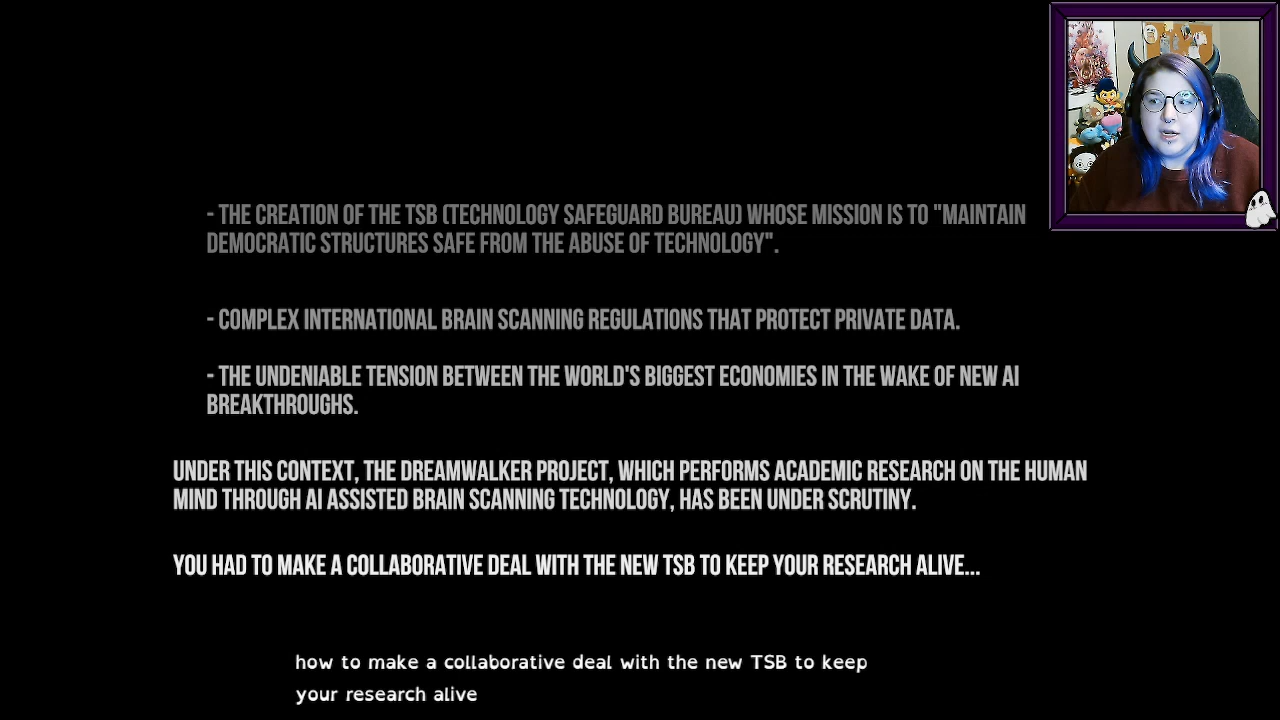 - THE CREATION OF THE TSB (TECHNOLOGY SAFEGUARD BUREAU) WHOSE MISSION IS TO "MAINTAIN
DEMOCRATIC STRUCTURES SAFE FROM THE ABUSE OF TECHNOLOGY".
- COMPLEX INTERNATIONAL BRAIN SCANNING REGULATIONS THAT PROTECT PRIVATE DATA.
- THE UNDENIABLE TENSION BETWEEN THE WORLD'S BIGGEST ECONOMIES IN THE WAKE OF NEW AI
BREAKTHROUGHS.
UNDER THIS CONTEXT, THE DREAMWALKER PROJECT, WHICH PERFORMS ACADEMIC RESEARCH ON THE HUMAN
MIND THROUGH AI ASSISTED BRAIN SCANNING TECHNOLOGY, HAS BEEN UNDER SCRUTINY.
YOU HAD TO MAKE A COLLABORATIVE DEAL WITH THE NEW TSB TO KEEP YOUR RESEARCH ALIVE...
how to make a collaborative deal with the new TSB to keep
your research alive